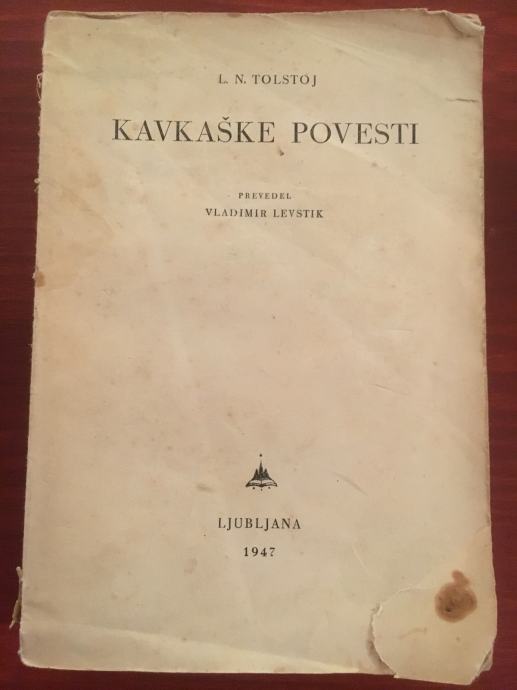 L. N. TOLSTOJ
KAVKAŠKE POVESTI
PREVEDEL
VLADIMIR LEVSTIK
LJUBLJANA
1947